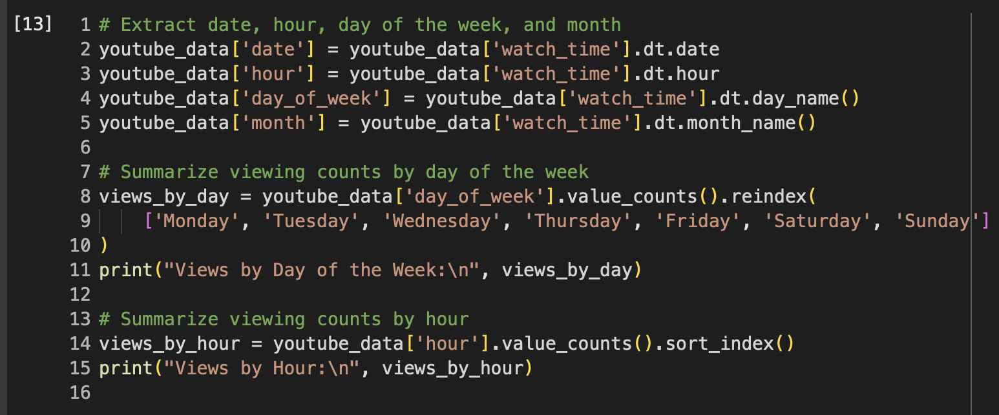 [13] 1 # Extract date, hour, day of the week, and month
2 youtube_data['date'] = youtube_data['watch_time'].dt.date
3 youtube_data['hour'] = youtube_data['watch_time'].dt.hour
4 youtube_data['day_of_week'] = youtube_data['watch_time'].dt.day_name()
5 youtube_data['month'] = youtube_data['watch_time'].dt.month_name()
6
7 # Summarize viewing counts by day of the week
8 views_by_day = youtube_data['day_of_week'].value_counts().reindex(
9     ['Monday', 'Tuesday', 'Wednesday', 'Thursday', 'Friday', 'Saturday', 'Sunday']
10 )
11 print("Views by Day of the Week:\n", views_by_day)
12
13 # Summarize viewing counts by hour
14 views_by_hour = youtube_data['hour'].value_counts().sort_index()
15 print("Views by Hour:\n", views_by_hour)
16